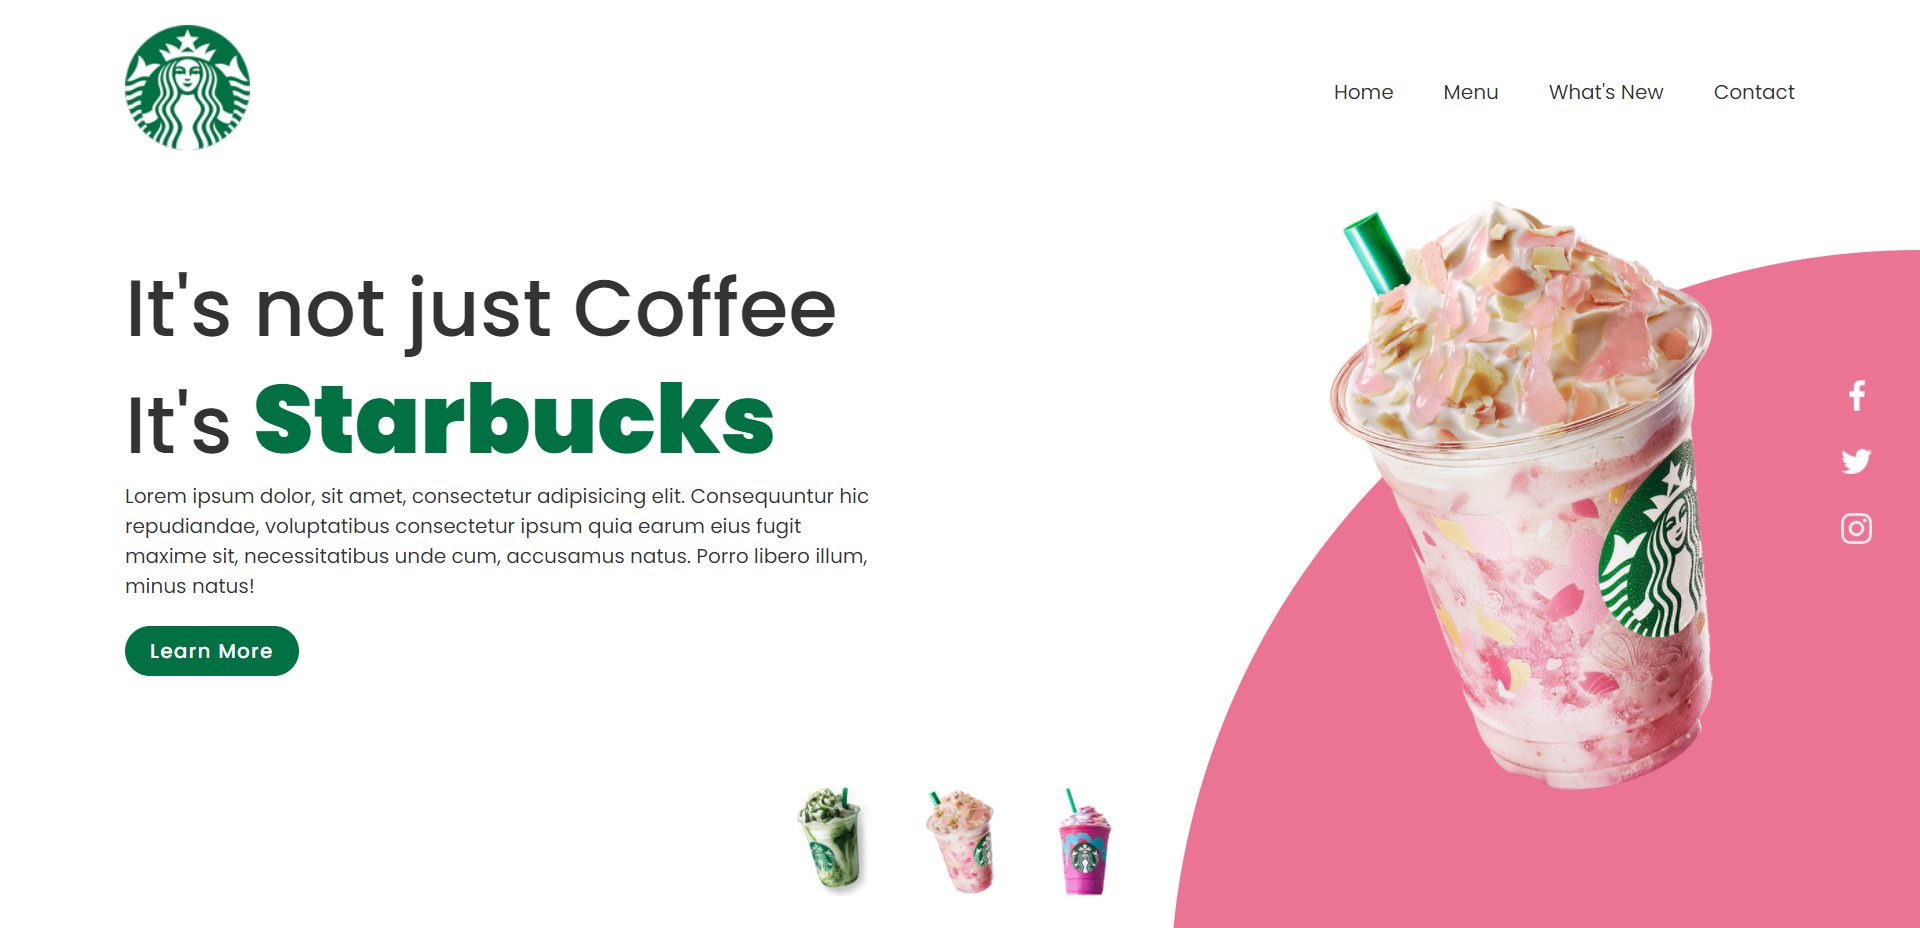 Home Menu What's New Contact
It's not just Coffee
It's Starbucks
Lorem ipsum dolor, sit amet, consectetur adipisicing elit. Consequuntur hic
repudiandae, voluptatibus consectetur ipsum quia earum eius fugit
maxime sit, necessitatibus unde cum, accusamus natus. Porro libero illum,
minus natus!
Learn More